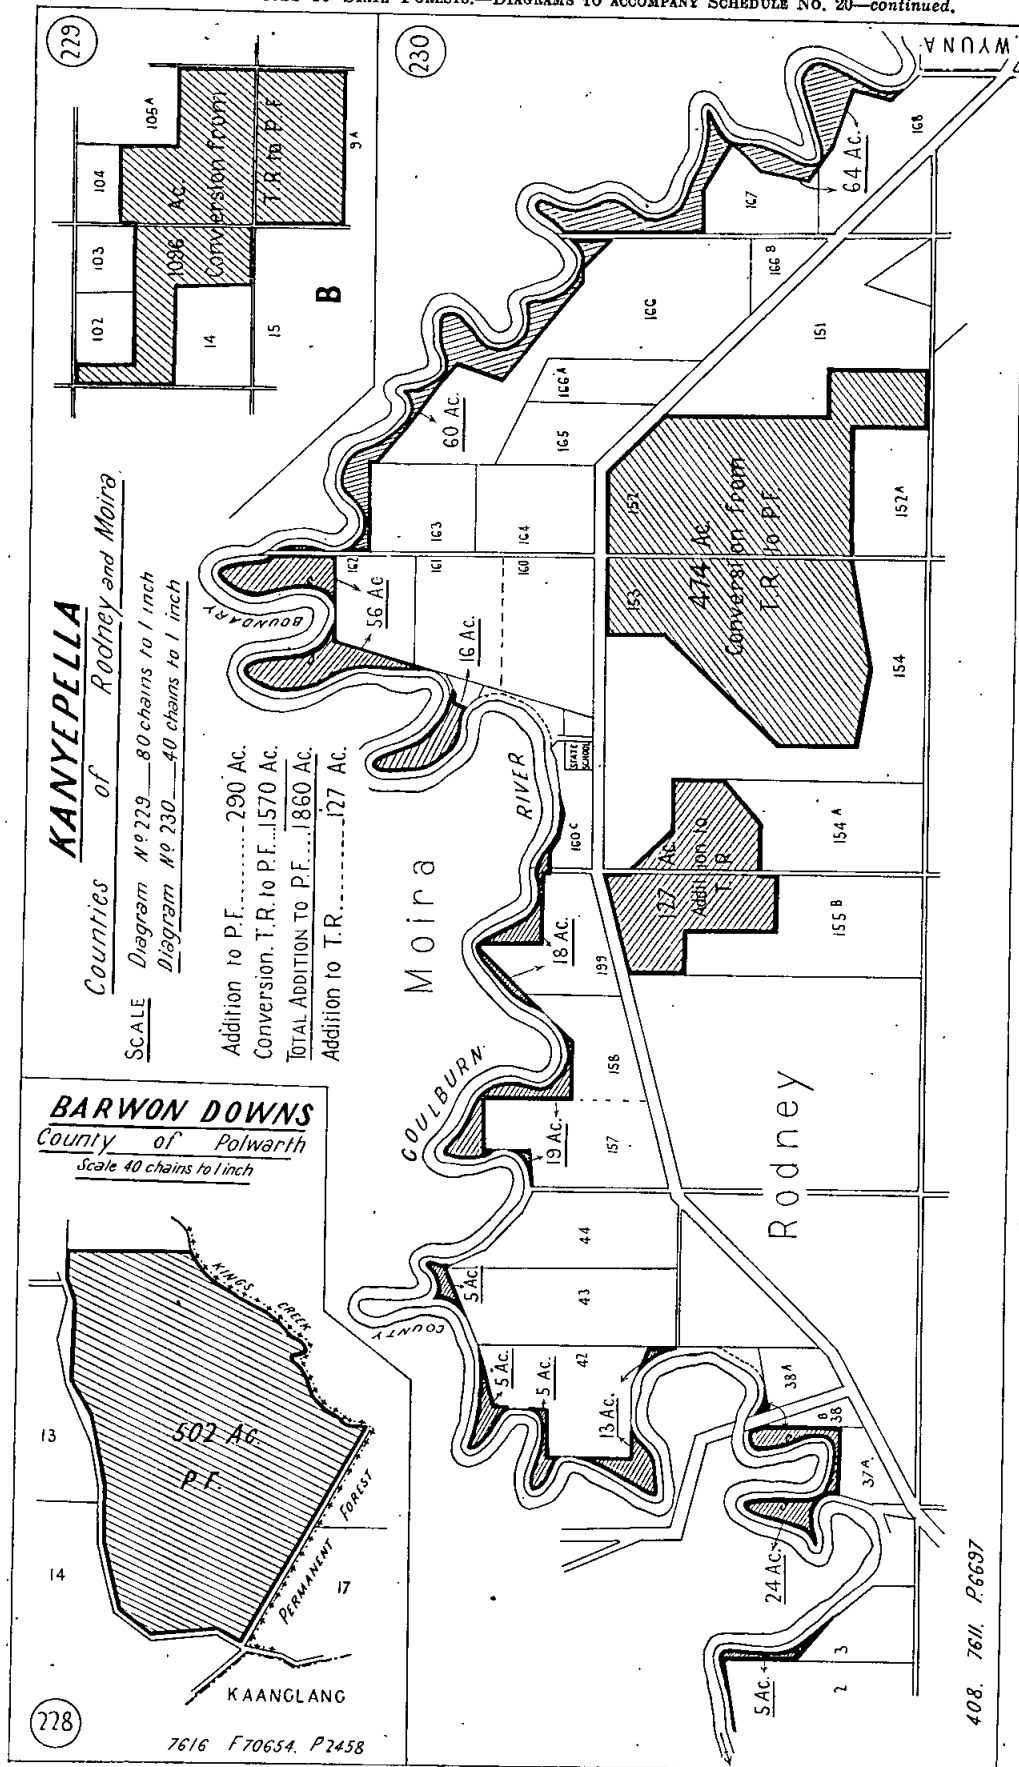 STATE FORESTS.—DIAGRAMS TO ACCOMPANY SCHEDULE NO. 20—continued.
229
105A
104
103
102
1096 Ac.
Conversion from
T.R. to P.F.
9A
14
15
B
230
WYUNA
KANYEPELLA
Counties of Rodney and Moira
SCALE Diagram Nº 229 80 chains to 1 inch
Diagram Nº 230 40 chains to 1 inch
Addition to P.F. 290 Ac.
Conversion. T.R. to P.F. 1570 Ac.
TOTAL ADDITION TO P.F. 1860 Ac.
Addition to T.R. 127 Ac.
Moira
Rodney
GOULBURN
RIVER
COUNTY
BOUNDARY
168
64 Ac.
167
166B
166
151
166A
165
60 Ac.
163
164
162
161
160
56 Ac
16 Ac.
STATE
SCHOOL
160C
152
153
474 Ac.
Conversion from
T.R. to P.F.
152A
154
154A
127 Ac.
Addition to
T.R.
155B
18 Ac.
199
158
19 Ac.
157
44
43
42
5 Ac.
5 Ac.
5 Ac.
13 Ac.
38A
B
38
37A
24 Ac.
3
2
5 Ac.
408. 7611. P.6697
BARWON DOWNS
County of Polwarth
Scale 40 chains to 1 inch
KINGS CREEK
13
502 Ac.
P.F.
14
PERMANENT FOREST
17
KAANGLANG
228
7616 F70654. P2458